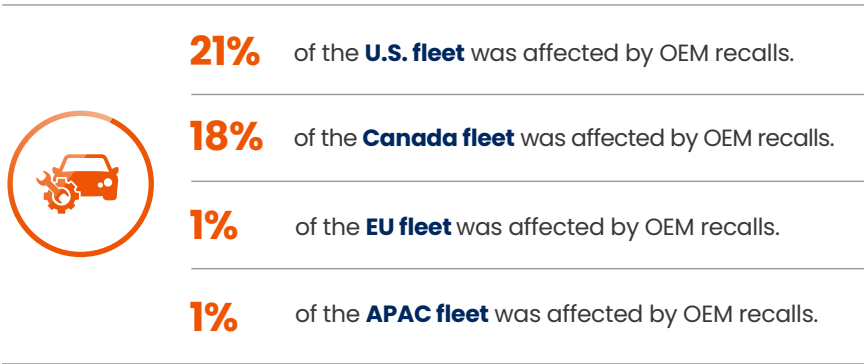 21% of the U.S. fleet was affected by OEM recalls.
18% of the Canada fleet was affected by OEM recalls.
1% of the EU fleet was affected by OEM recalls.
1% of the APAC fleet was affected by OEM recalls.